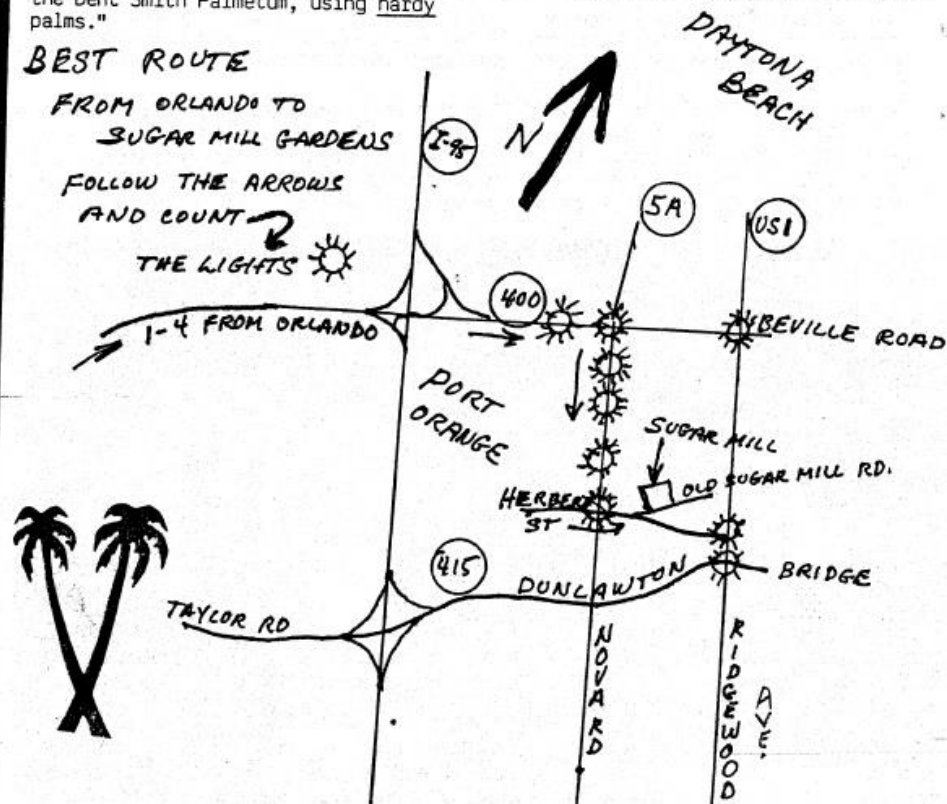 the Dent Smith Palmetum, using hardy
palms."
BEST ROUTE
FROM ORLANDO TO
SUGAR MILL GARDENS
FOLLOW THE ARROWS
AND COUNT
THE LIGHTS
I-95
N
DAYTONA
BEACH
5A
US1
400
1-4 FROM ORLANDO
BEVILLE ROAD
PORT
ORANGE
SUGAR MILL
OLD SUGAR MILL RD.
HERBERT
ST
415
DUNLAWTON
BRIDGE
TAYLOR RD
NOVA RD
RIDGEWOOD
AVE.